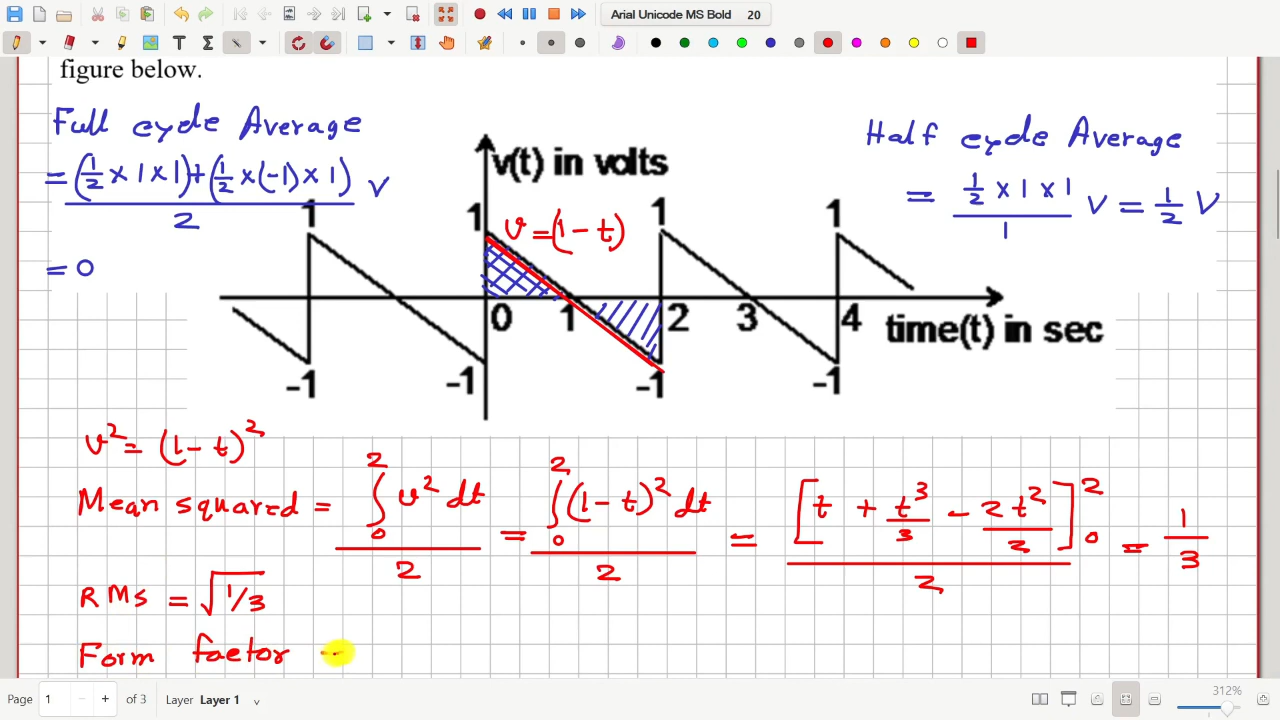 Arial Unicode MS Bold 20
figure below.
Full cycle Average
= (1/2 × 1 × 1) + (1/2 × (-1) × 1) / 2 V
= 0
Half cycle Average
= 1/2 × 1 × 1 / 1 V = 1/2 V
v(t) in volts
1 1 1 1
v = (1 - t)
0 1 2 3 4
time(t) in sec
-1 -1 -1 -1
v² = (1 - t)²
Mean squared = ∫₀² v² dt / 2 = ∫₀² (1 - t)² dt / 2 = [t + t³/3 - 2t²/2]₀² / 2 = 1/3
RMS = √1/3
Form factor =
Page 1 of 3 Layer Layer 1 312%